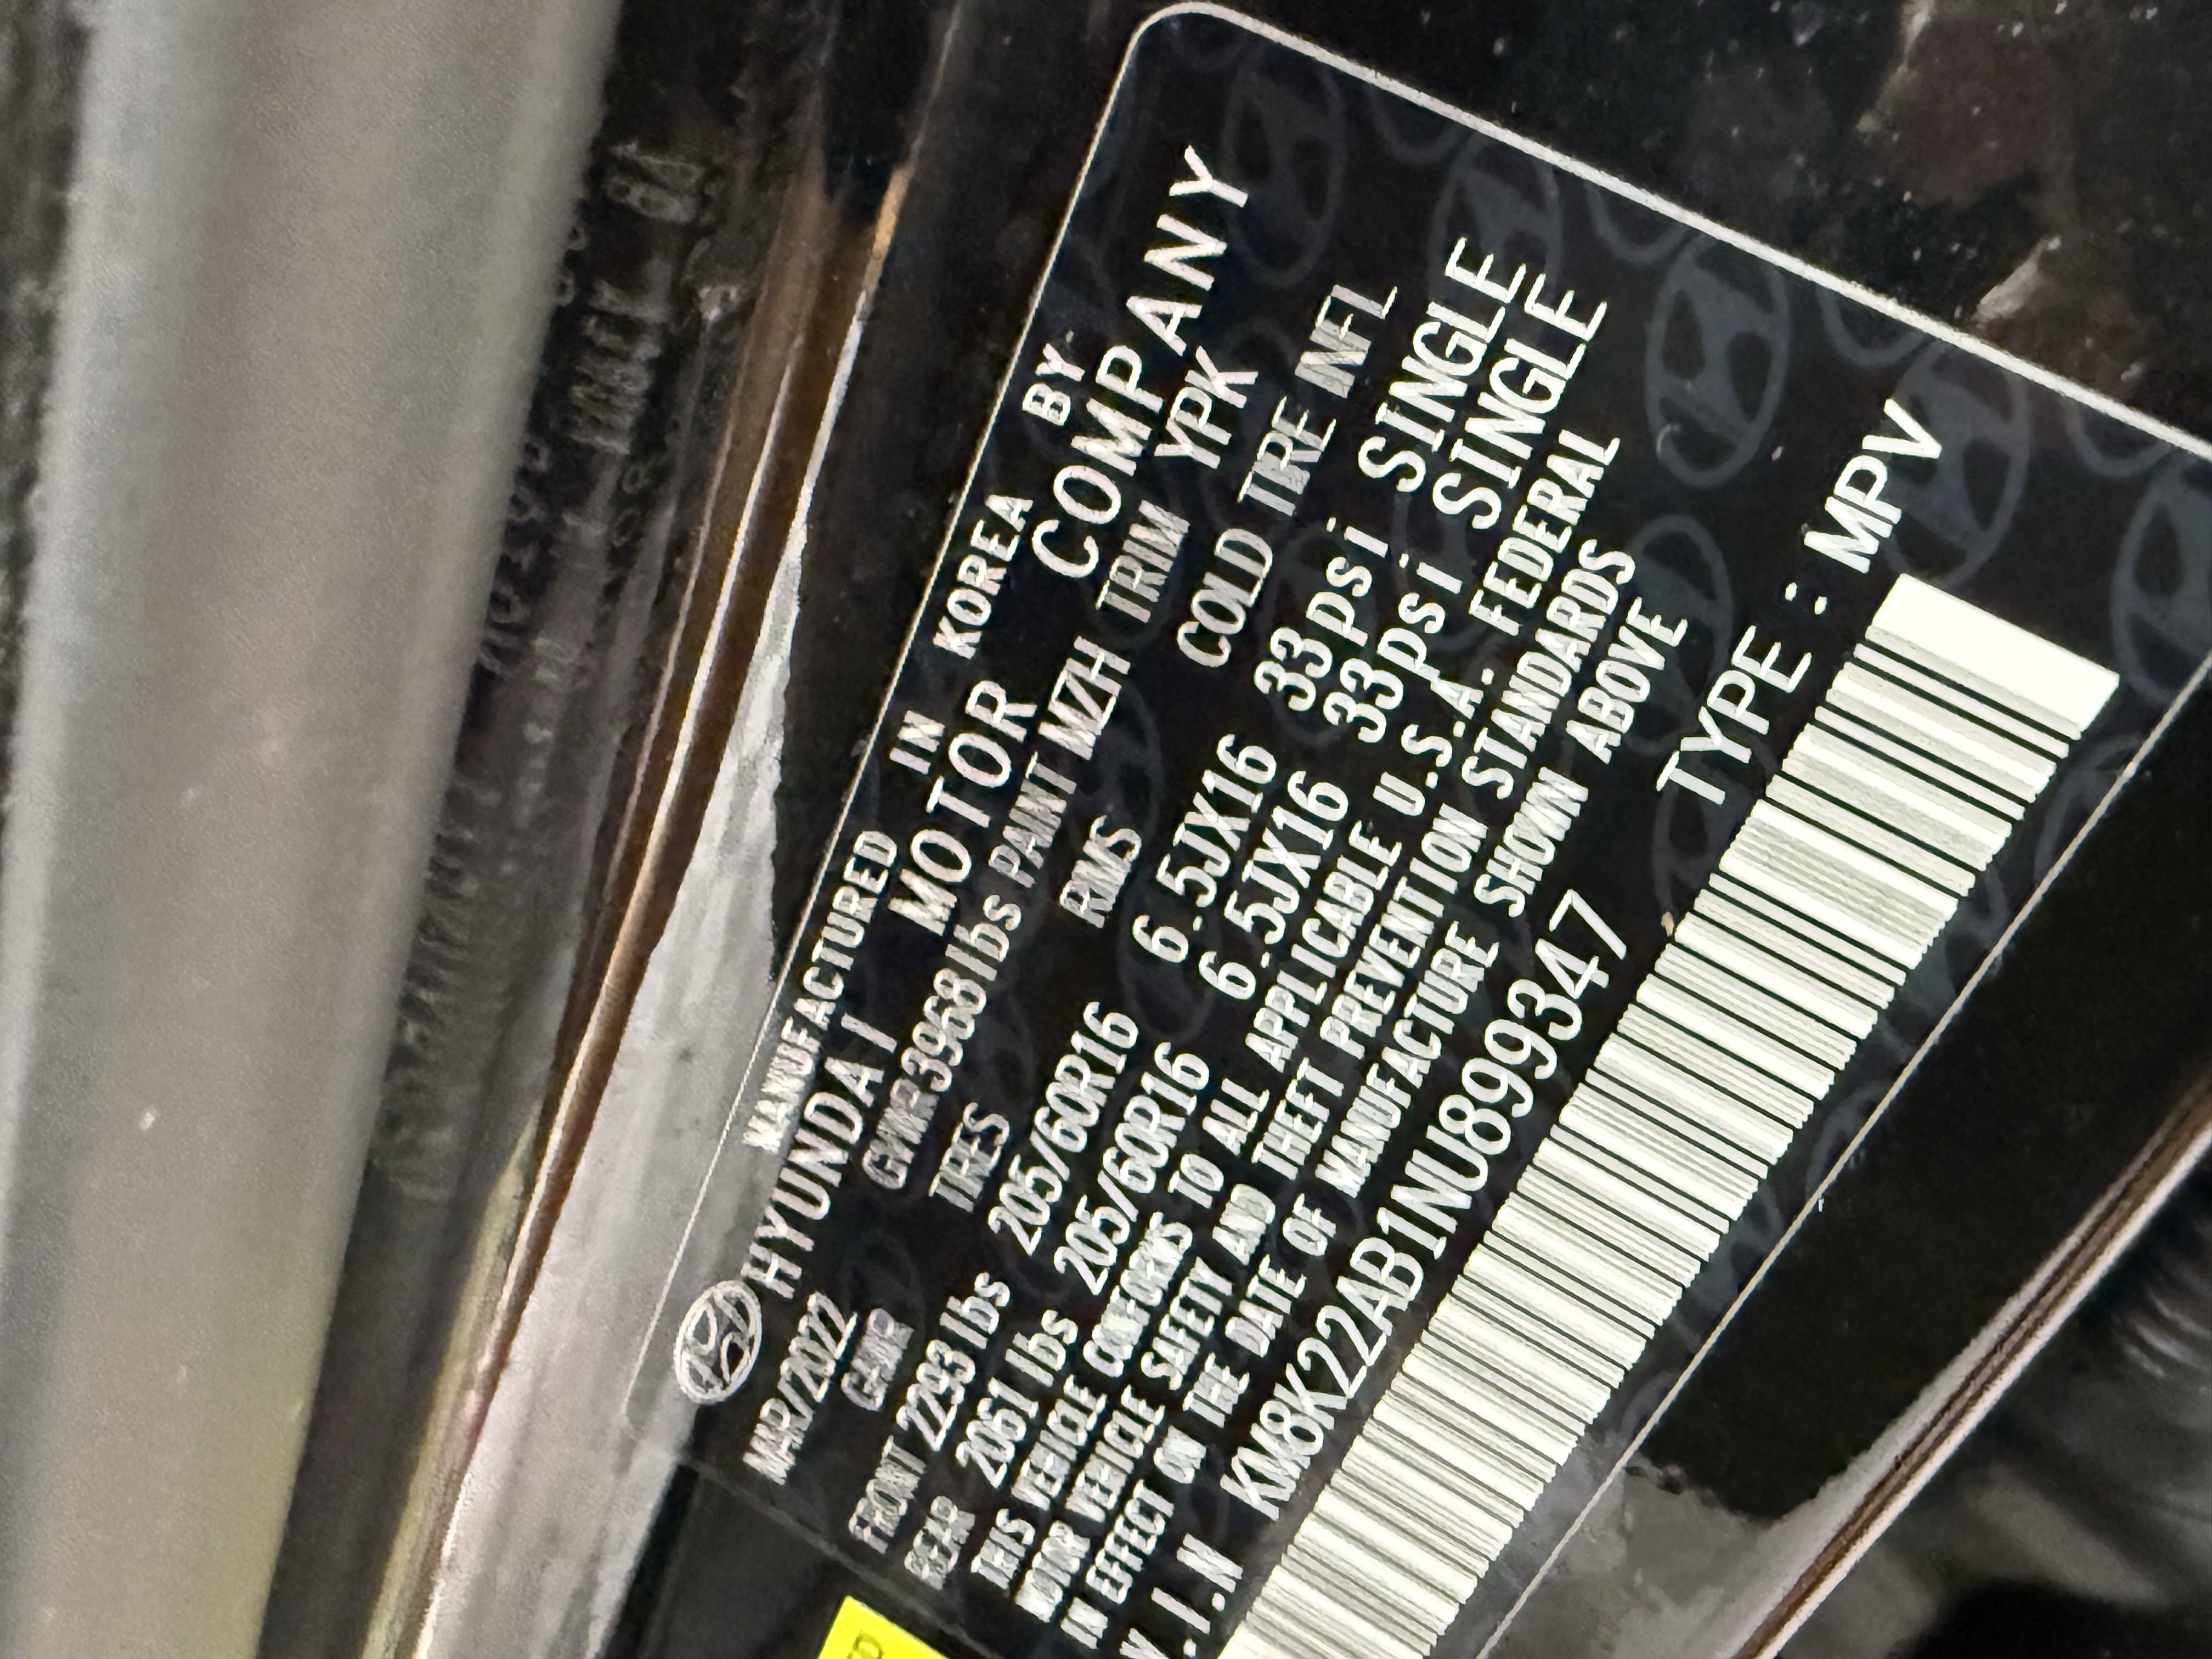 MANUFACTURED IN KOREA BY
HYUNDAI MOTOR COMPANY
MAR/2022 GVWR3968lbs PAINT MZH TRIM YPK
GAWR TIRES RIMS COLD TIRE INFL
FRONT 2293 lbs 205/60R16 6.5JX16 33psi SINGLE
REAR 2061 lbs 205/60R16 6.5JX16 33psi SINGLE
THIS VEHICLE CONFORMS TO ALL APPLICABLE U.S.A. FEDERAL
MOTOR VEHICLE SAFETY AND THEFT PREVENTION STANDARDS
IN EFFECT ON THE DATE OF MANUFACTURE SHOWN ABOVE
V.I.N KM8K22AB1NU899347 TYPE : MPV